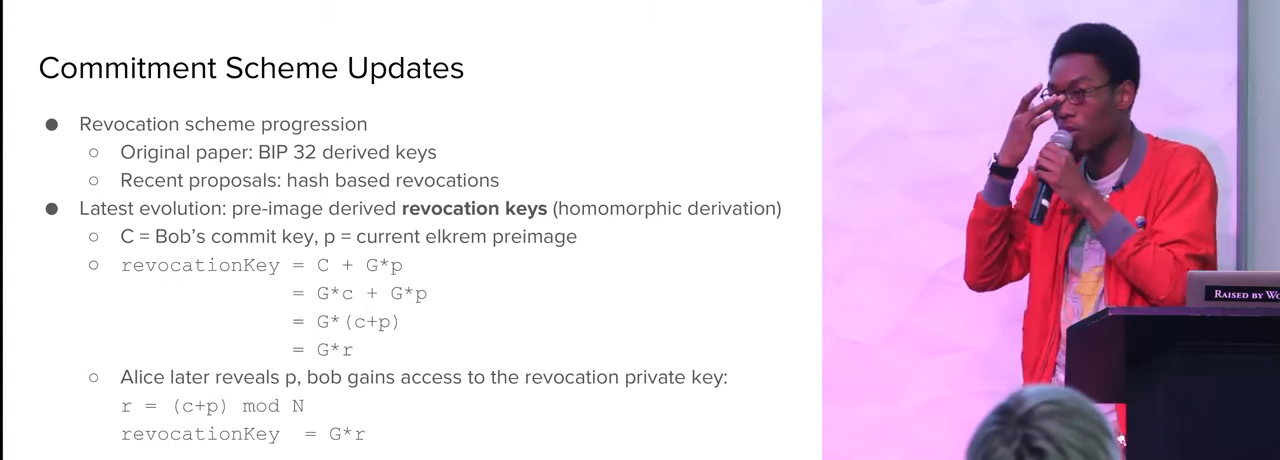 Commitment Scheme Updates
● Revocation scheme progression
○ Original paper: BIP 32 derived keys
○ Recent proposals: hash based revocations
● Latest evolution: pre-image derived revocation keys (homomorphic derivation)
○ C = Bob’s commit key, p = current elkrem preimage
○ revocationKey = C + G*p
= G*c + G*p
= G*(c+p)
= G*r
○ Alice later reveals p, bob gains access to the revocation private key:
r = (c+p) mod N
revocationKey = G*r
RAISED BY